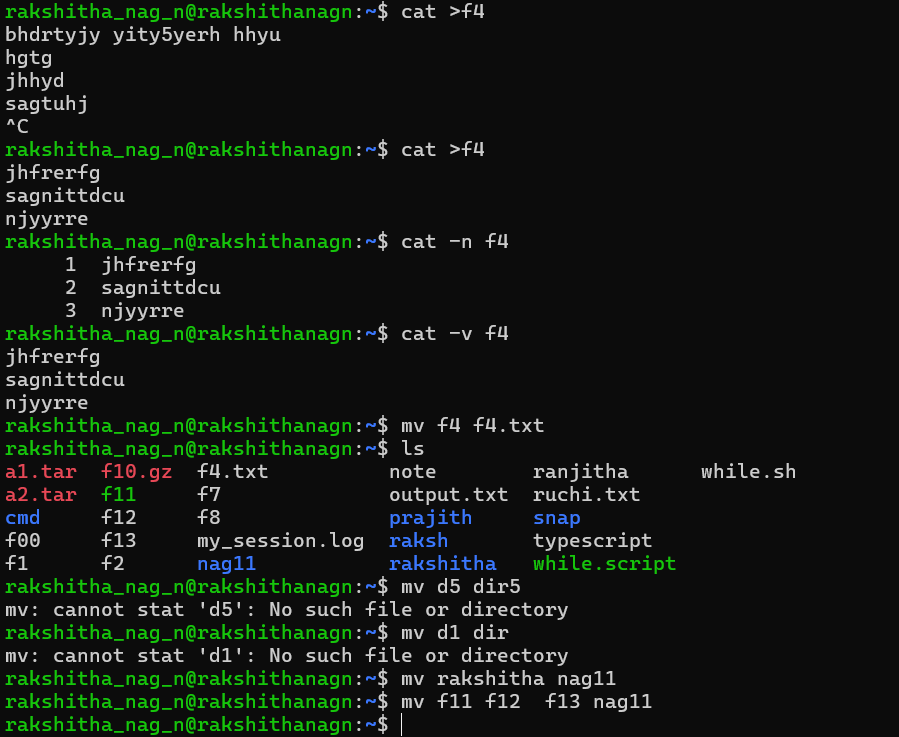 rakshitha_nag_n@rakshithanagn:~$ cat >f4
bhdrtyjy yity5yerh hhyu
hgtg
jhhyd
sagtuhj
^C
rakshitha_nag_n@rakshithanagn:~$ cat >f4
jhfrerfg
sagnittdcu
njyyrre
rakshitha_nag_n@rakshithanagn:~$ cat -n f4
     1  jhfrerfg
     2  sagnittdcu
     3  njyyrre
rakshitha_nag_n@rakshithanagn:~$ cat -v f4
jhfrerfg
sagnittdcu
njyyrre
rakshitha_nag_n@rakshithanagn:~$ mv f4 f4.txt
rakshitha_nag_n@rakshithanagn:~$ ls
a1.tar  f10.gz  f4.txt          note        ranjitha      while.sh
a2.tar  f11     f7              output.txt  ruchi.txt
cmd     f12     f8              prajith     snap
f00     f13     my_session.log  raksh       typescript
f1      f2      nag11           rakshitha   while.script
rakshitha_nag_n@rakshithanagn:~$ mv d5 dir5
mv: cannot stat 'd5': No such file or directory
rakshitha_nag_n@rakshithanagn:~$ mv d1 dir
mv: cannot stat 'd1': No such file or directory
rakshitha_nag_n@rakshithanagn:~$ mv rakshitha nag11
rakshitha_nag_n@rakshithanagn:~$ mv f11 f12  f13 nag11
rakshitha_nag_n@rakshithanagn:~$